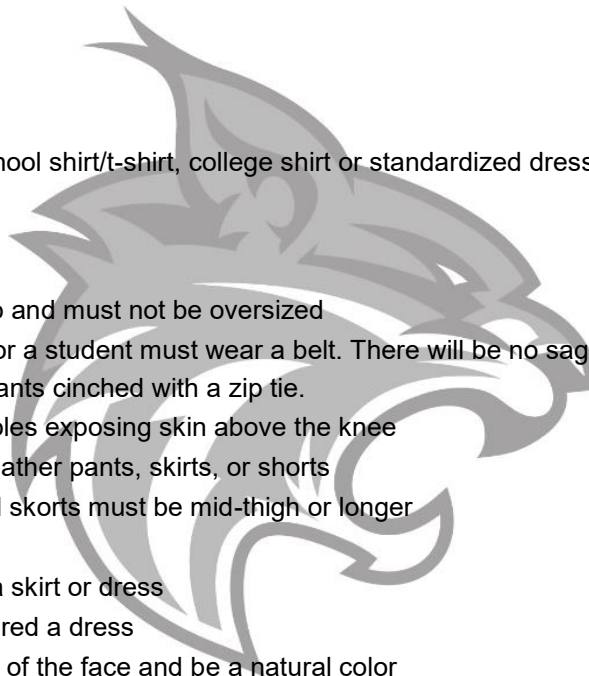 hool shirt/t-shirt, college shirt or standardized dress
and must not be oversized
or a student must wear a belt. There will be no sag
ants cinched with a zip tie.
oles exposing skin above the knee
ather pants, skirts, or shorts
skorts must be mid-thigh or longer
a skirt or dress
red a dress
of the face and be a natural color